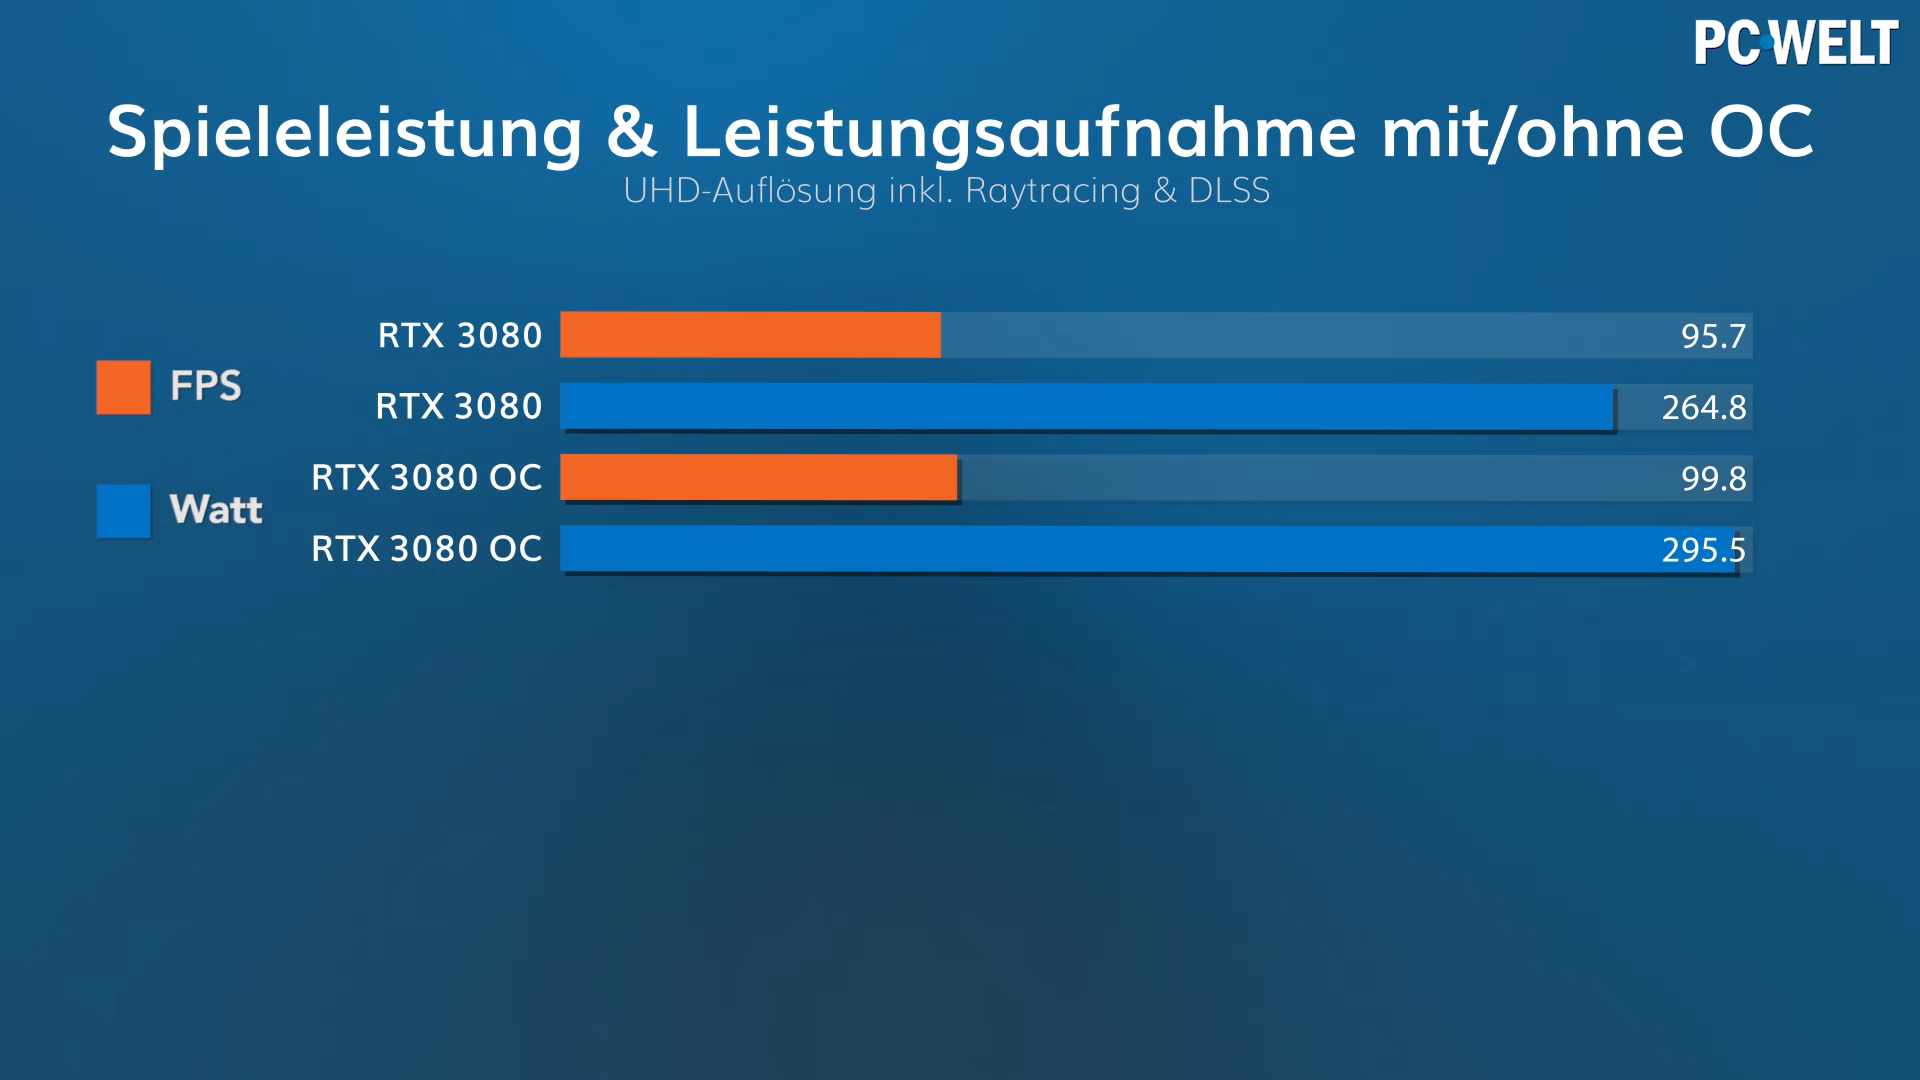 PC WELT
Spieleleistung & Leistungsaufnahme mit/ohne OC
UHD-Auflösung inkl. Raytracing & DLSS
FPS
Watt
RTX 3080 95.7
RTX 3080 264.8
RTX 3080 OC 99.8
RTX 3080 OC 295.5